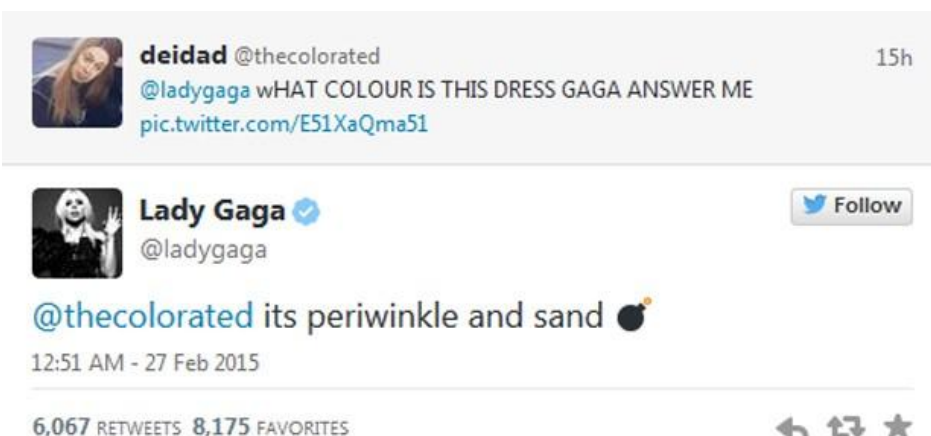 deidad @thecolorated 15h
@ladygaga wHAT COLOUR IS THIS DRESS GAGA ANSWER ME
pic.twitter.com/E51XaQma51
Lady Gaga Follow
@ladygaga
@thecolorated its periwinkle and sand 💣
12:51 AM - 27 Feb 2015
6,067 RETWEETS 8,175 FAVORITES